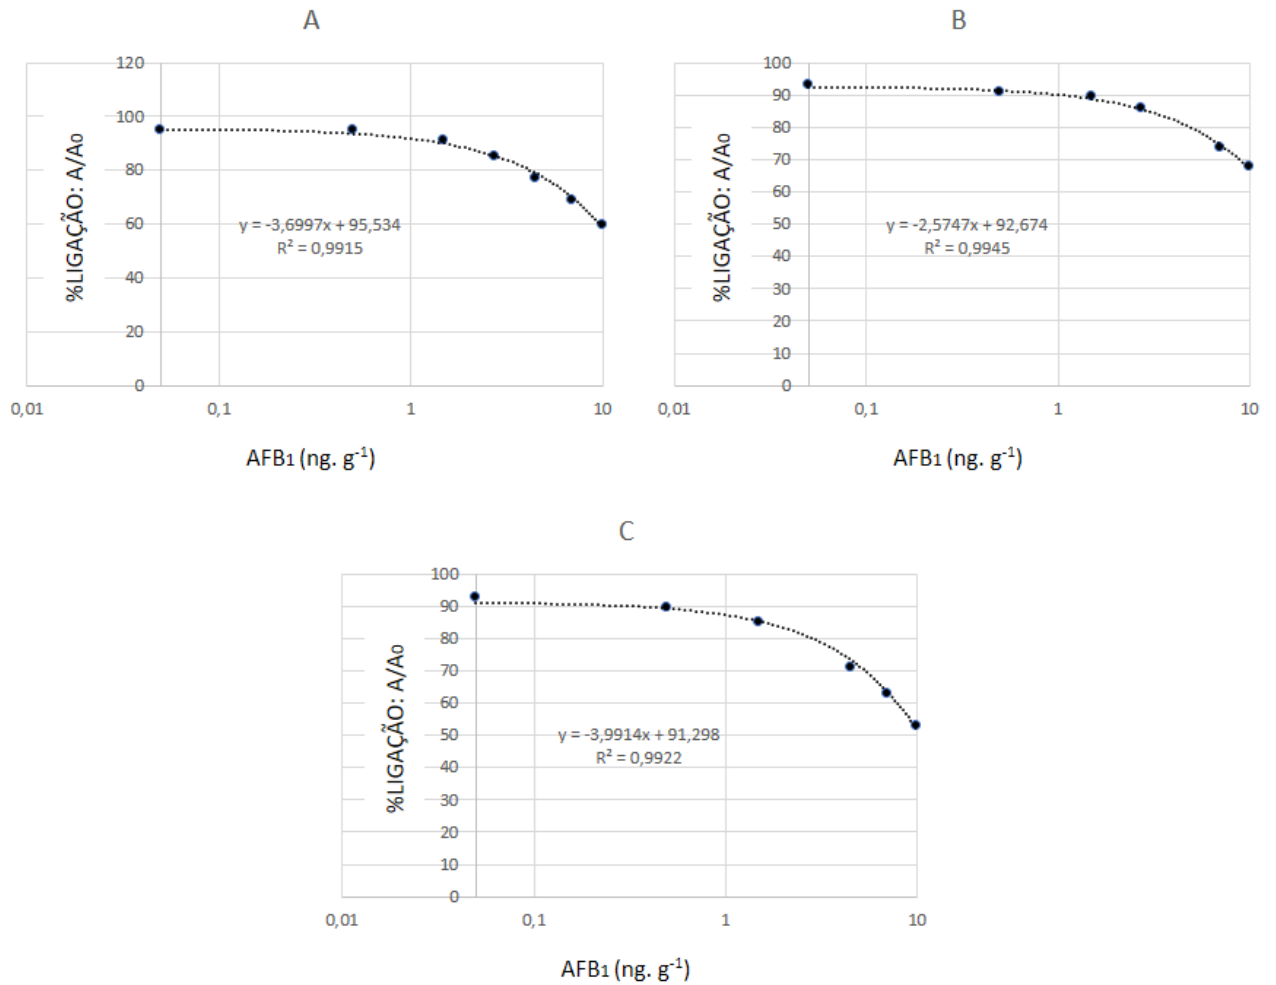 A
120
100
80
60
40
20
0
%LIGAÇÃO: A/A0
y = -3,6997x + 95,534
R² = 0,9915
0,01
0,1
1
10
AFB1 (ng. g-1)
B
100
90
80
70
60
50
40
30
20
10
0
%LIGAÇÃO: A/A0
y = -2,5747x + 92,674
R² = 0,9945
0,01
0,1
1
10
AFB1 (ng. g-1)
C
100
90
80
70
60
50
40
30
20
10
0
%LIGAÇÃO: A/A0
y = -3,9914x + 91,298
R² = 0,9922
0,01
0,1
1
10
AFB1 (ng. g-1)